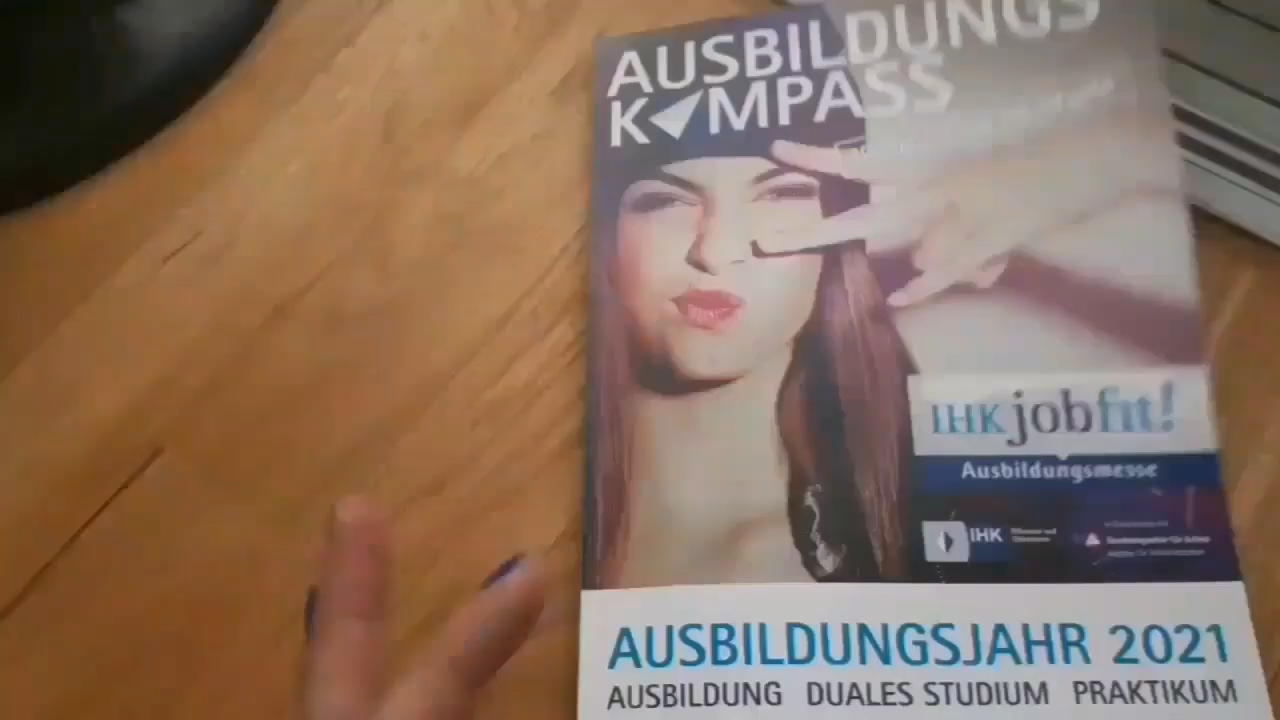 AUSBILDUNGS
KOMPASS
IHK jobfit!
Ausbildungsmesse
IHK
AUSBILDUNGSJAHR 2021
AUSBILDUNG DUALES STUDIUM PRAKTIKUM